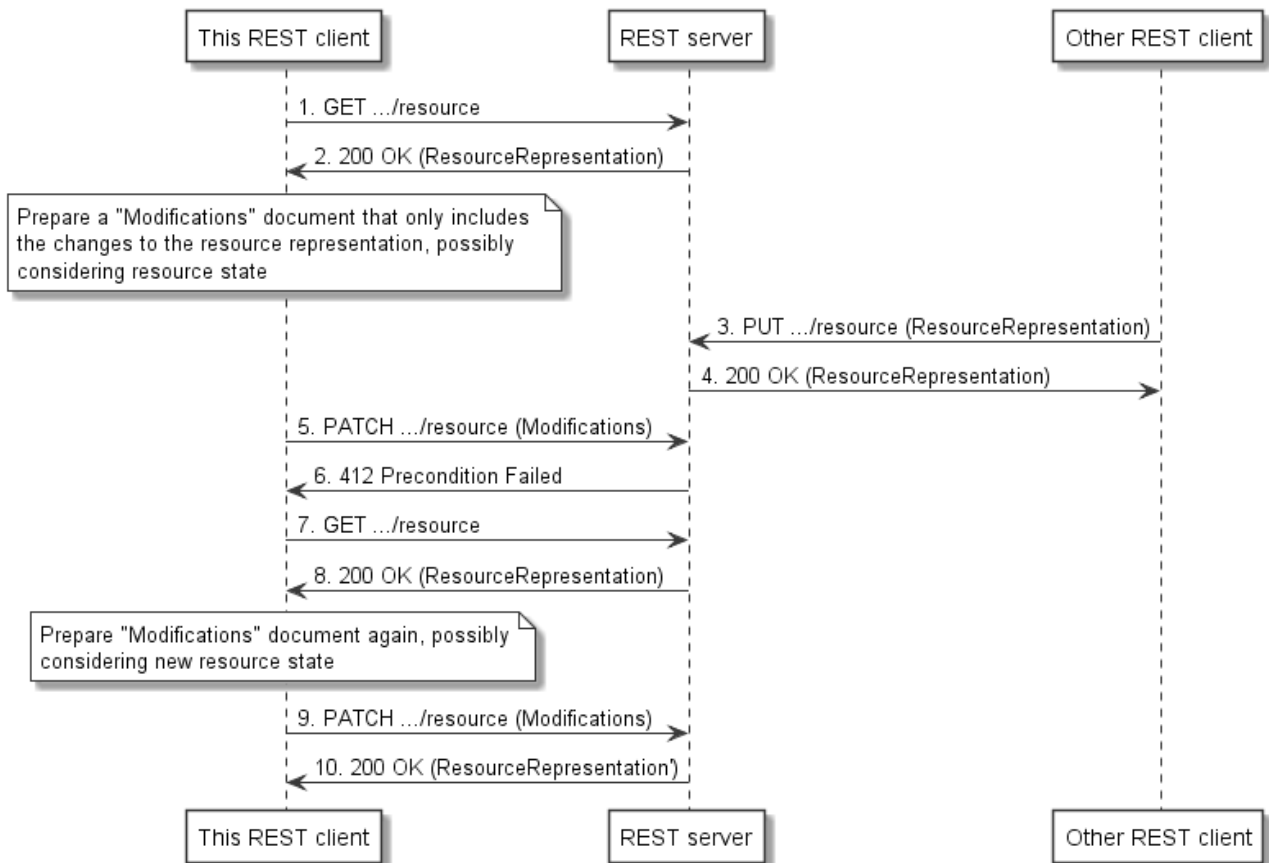 This REST client
REST server
Other REST client
1. GET .../resource
2. 200 OK (ResourceRepresentation)
Prepare a "Modifications" document that only includes
the changes to the resource representation, possibly
considering resource state
3. PUT .../resource (ResourceRepresentation)
4. 200 OK (ResourceRepresentation)
5. PATCH .../resource (Modifications)
6. 412 Precondition Failed
7. GET .../resource
8. 200 OK (ResourceRepresentation)
Prepare "Modifications" document again, possibly
considering new resource state
9. PATCH .../resource (Modifications)
10. 200 OK (ResourceRepresentation')
This REST client
REST server
Other REST client